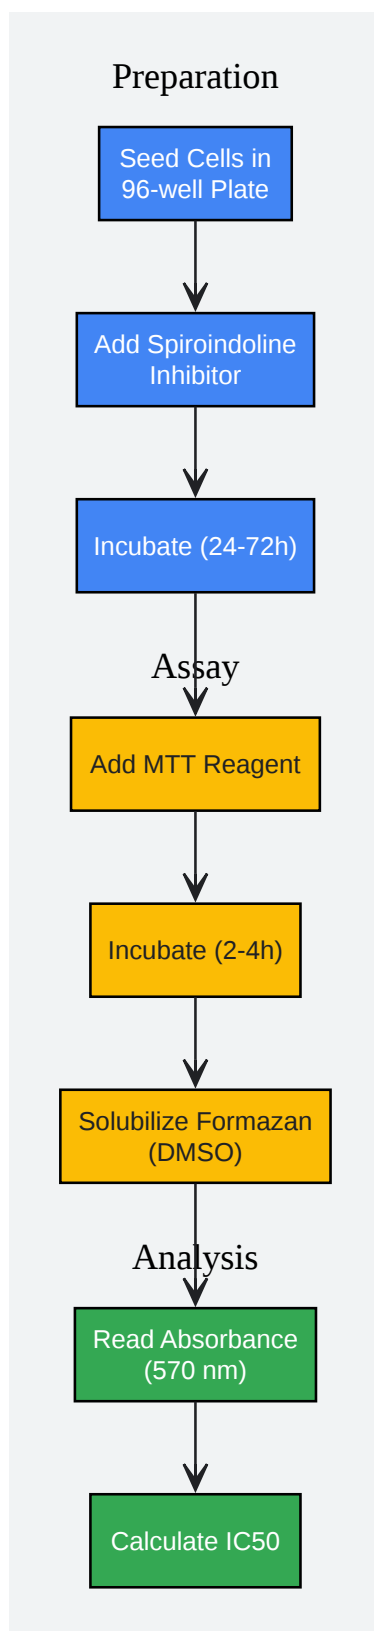 Preparation
Seed Cells in
96-well Plate
Add Spiroindoline
Inhibitor
Incubate (24-72h)
Assay
Add MTT Reagent
Incubate (2-4h)
Solubilize Formazan
(DMSO)
Analysis
Read Absorbance
(570 nm)
Calculate IC50